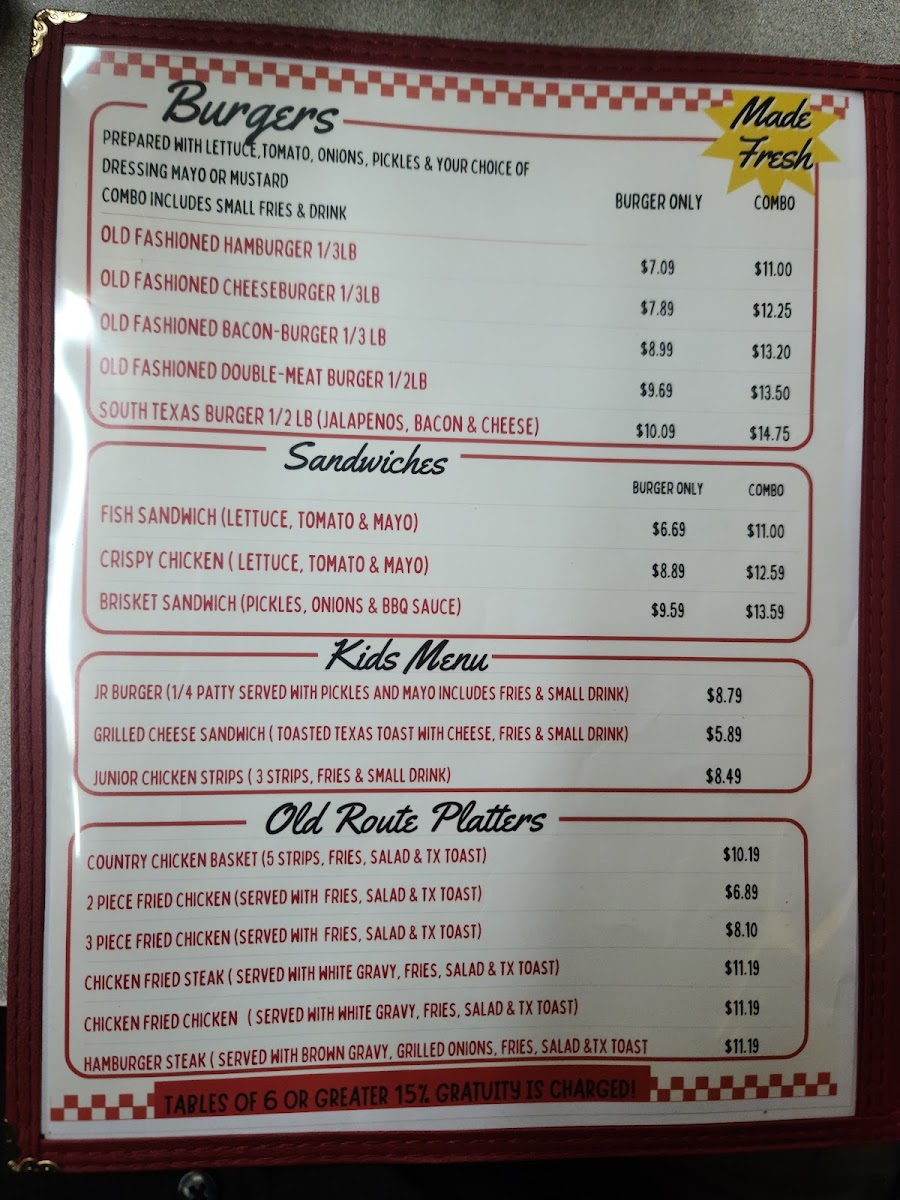 Burgers
Made
Fresh
PREPARED WITH LETTUCE,TOMATO, ONIONS, PICKLES & YOUR CHOICE OF
DRESSING MAYO OR MUSTARD
COMBO INCLUDES SMALL FRIES & DRINK
BURGER ONLY COMBO
OLD FASHIONED HAMBURGER 1/3LB $7.09 $11.00
OLD FASHIONED CHEESEBURGER 1/3LB $7.89 $12.25
OLD FASHIONED BACON-BURGER 1/3 LB $8.99 $13.20
OLD FASHIONED DOUBLE-MEAT BURGER 1/2LB $9.69 $13.50
SOUTH TEXAS BURGER 1/2 LB (JALAPENOS, BACON & CHEESE) $10.09 $14.75
Sandwiches
BURGER ONLY COMBO
FISH SANDWICH (LETTUCE, TOMATO & MAYO) $6.69 $11.00
CRISPY CHICKEN ( LETTUCE, TOMATO & MAYO) $8.89 $12.59
BRISKET SANDWICH (PICKLES, ONIONS & BBQ SAUCE) $9.59 $13.59
Kids Menu
JR BURGER (1/4 PATTY SERVED WITH PICKLES AND MAYO INCLUDES FRIES & SMALL DRINK) $8.79
GRILLED CHEESE SANDWICH ( TOASTED TEXAS TOAST WITH CHEESE, FRIES & SMALL DRINK) $5.89
JUNIOR CHICKEN STRIPS ( 3 STRIPS, FRIES & SMALL DRINK) $8.49
Old Route Platters
COUNTRY CHICKEN BASKET (5 STRIPS, FRIES, SALAD & TX TOAST) $10.19
2 PIECE FRIED CHICKEN (SERVED WITH FRIES, SALAD & TX TOAST) $6.89
3 PIECE FRIED CHICKEN (SERVED WITH FRIES, SALAD & TX TOAST) $8.10
CHICKEN FRIED STEAK ( SERVED WITH WHITE GRAVY, FRIES, SALAD & TX TOAST) $11.19
CHICKEN FRIED CHICKEN ( SERVED WITH WHITE GRAVY, FRIES, SALAD & TX TOAST) $11.19
HAMBURGER STEAK ( SERVED WITH BROWN GRAVY, GRILLED ONIONS, FRIES, SALAD &TX TOAST $11.19
TABLES OF 6 OR GREATER 15% GRATUITY IS CHARGED!